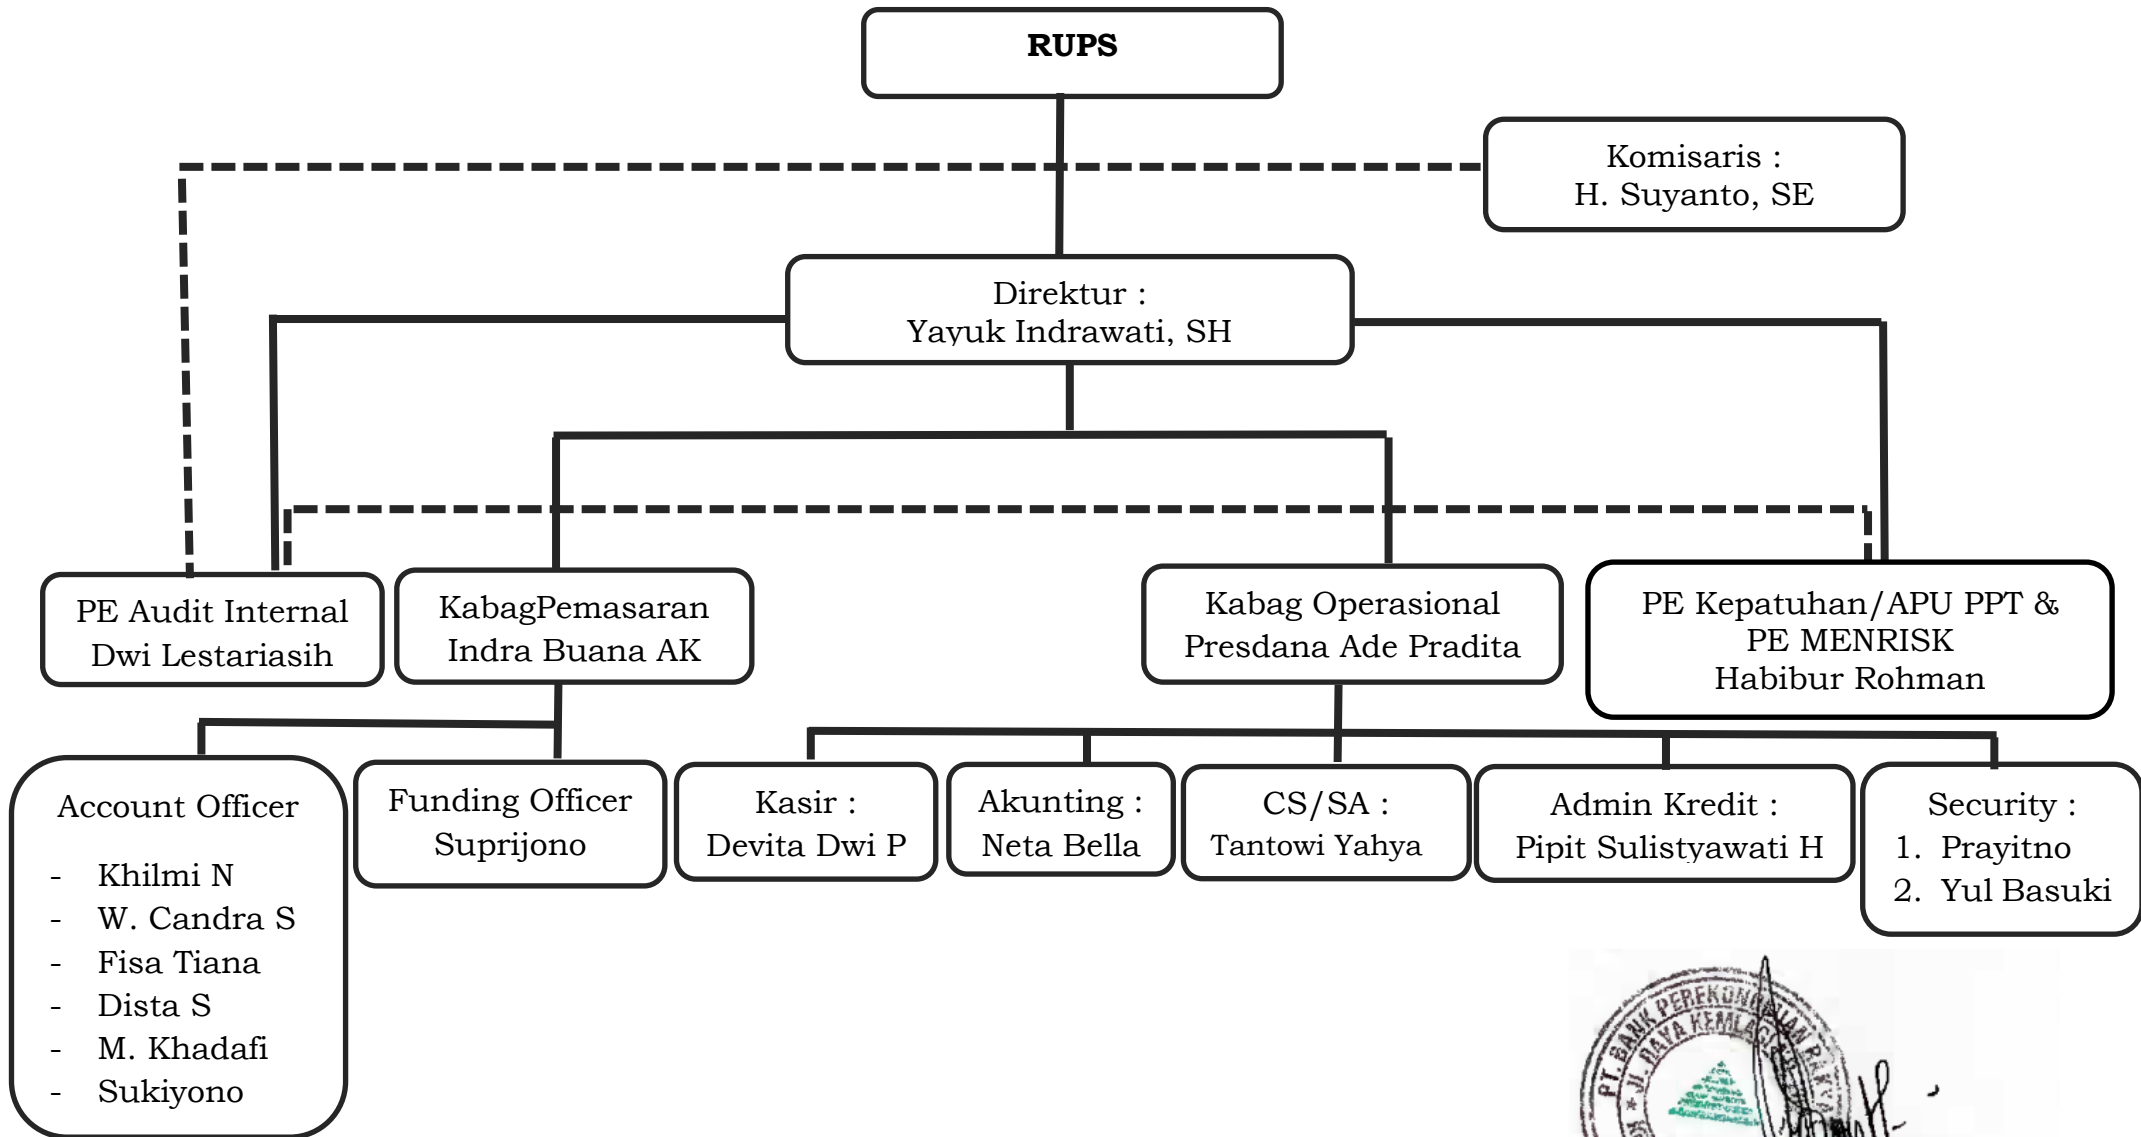 RUPS
Komisaris :
H. Suyanto, SE
Direktur :
Yayuk Indrawati, SH
PE Audit Internal
Dwi Lestariasih
KabagPemasaran
Indra Buana AK
Kabag Operasional
Presdana Ade Pradita
PE Kepatuhan/APU PPT &
PE MENRISK
Habibur Rohman
Account Officer
- Khilmi N
- W. Candra S
- Fisa Tiana
- Dista S
- M. Khadafi
- Sukiyono
Funding Officer
Suprijono
Kasir :
Devita Dwi P
Akunting :
Neta Bella
CS/SA :
Tantowi Yahya
Admin Kredit :
Pipit Sulistyawati H
Security :
1. Prayitno
2. Yul Basuki
PT. BANK PEREKONOMIAN
JL. RAYA KEMLAGI